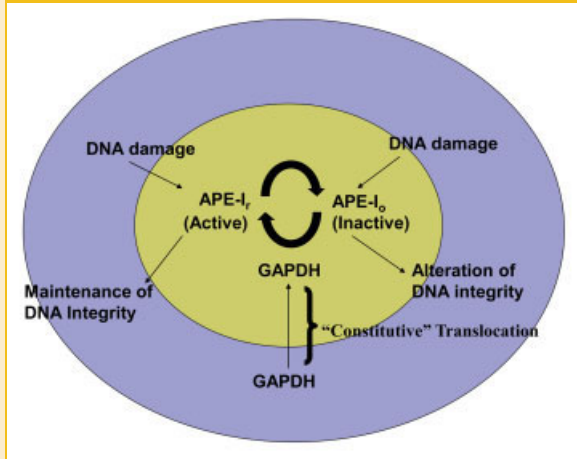 DNA damage
DNA damage
APE-Ir
(Active)
APE-Io
(Inactive)
GAPDH
Maintenance of
DNA Integrity
Alteration of
DNA integrity
"Constitutive" Translocation
GAPDH